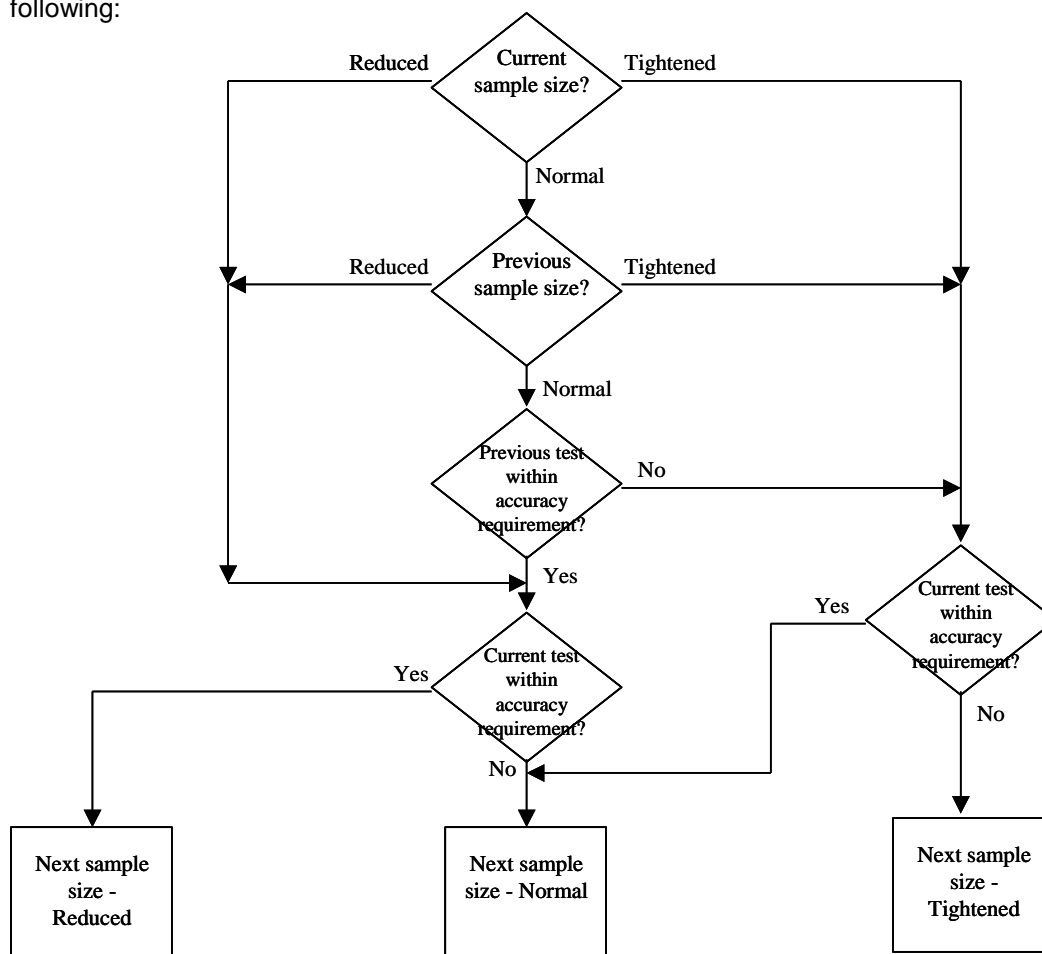 following:
Reduced
Current
sample size?
Tightened
Normal
Reduced
Previous
sample size?
Tightened
Normal
Previous test
within
accuracy
requirement?
No
Yes
Current test
within
accuracy
requirement?
Yes
No
Current test
within
accuracy
requirement?
Yes
No
Next sample
size -
Reduced
Next sample
size - Normal
Next sample
size -
Tightened